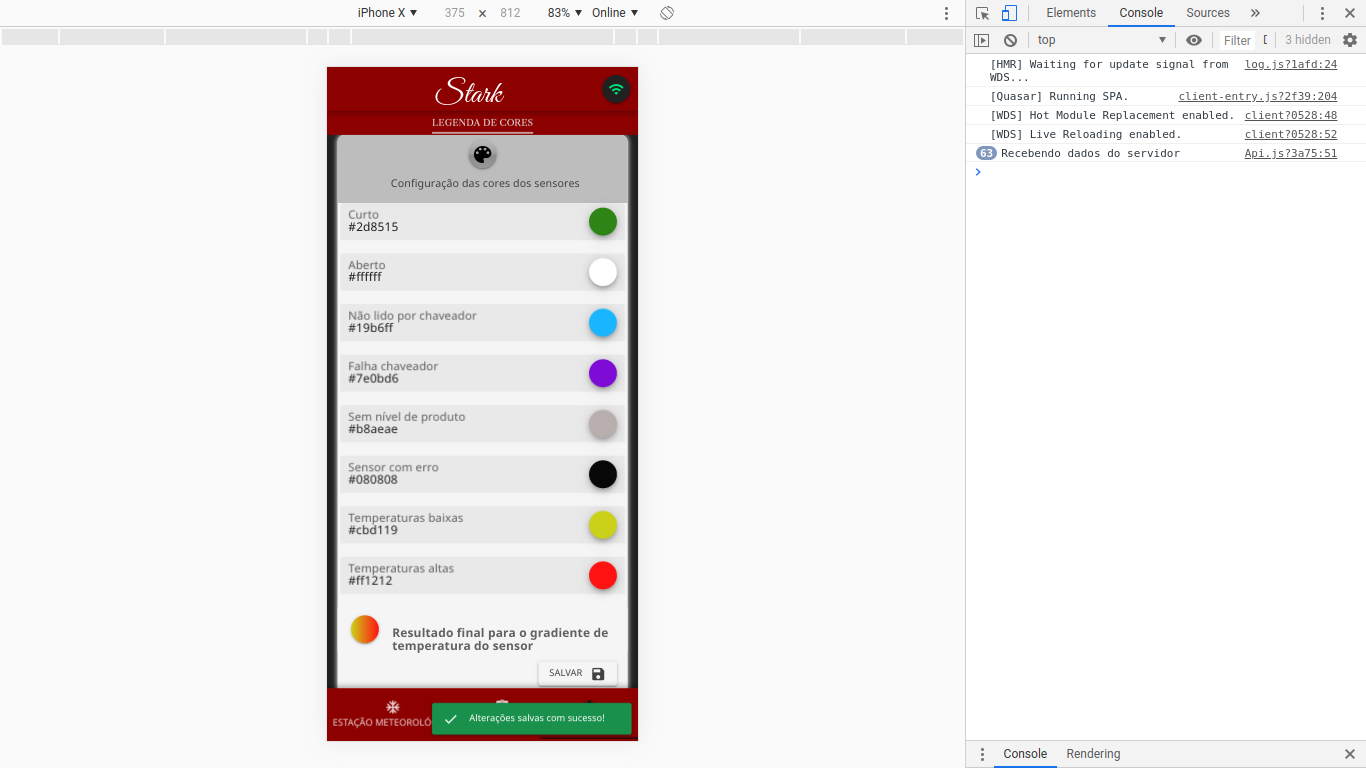 iPhone X
375
×
812
83%
Online
Elements
Console
Sources
top
Filter
3 hidden
[HMR] Waiting for update signal from log.js?1afd:24
WDS...
[Quasar] Running SPA. client-entry.js?2f39:204
[WDS] Hot Module Replacement enabled. client?0528:48
[WDS] Live Reloading enabled. client?0528:52
63 Recebendo dados do servidor Api.js?3a75:51
Stark
LEGENDA DE CORES
Configuração das cores dos sensores
Curto
#2d8515
Aberto
#ffffff
Não lido por chaveador
#19b6ff
Falha chaveador
#7e0bd6
Sem nível de produto
#b8aeae
Sensor com erro
#080808
Temperaturas baixas
#cbd119
Temperaturas altas
#ff1212
Resultado final para o gradiente de
temperatura do sensor
SALVAR
ESTAÇÃO METEOROLÓ
Alterações salvas com sucesso!
Console
Rendering